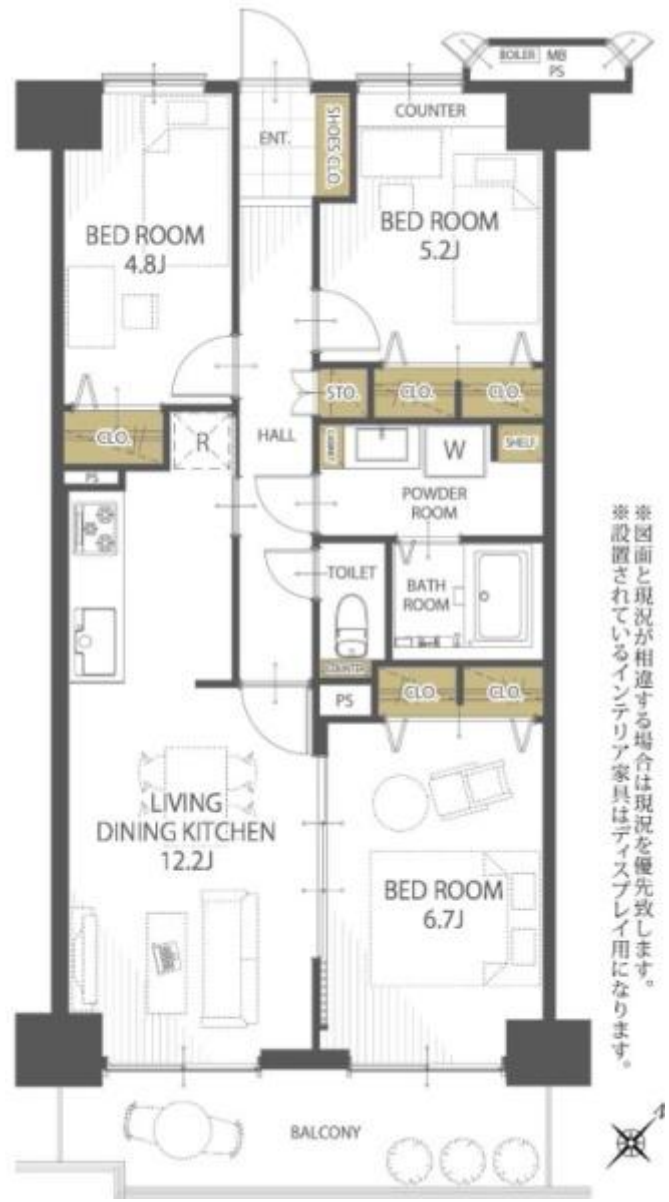 BOILER
MB
PS
ENT.
SHOES CLO.
COUNTER
BED ROOM
4.8J
BED ROOM
5.2J
CLO.
R
HALL
STO.
CLO.
CLO.
PS
CABINET
W
SHELF
POWDER
ROOM
TOILET
BATH
ROOM
COUNTER
PS
CLO.
CLO.
LIVING
DINING KITCHEN
12.2J
BED ROOM
6.7J
BALCONY
※図面と現況が相違する場合は現況を優先致します。
※設置されているインテリア家具はディスプレイ用になります。
N